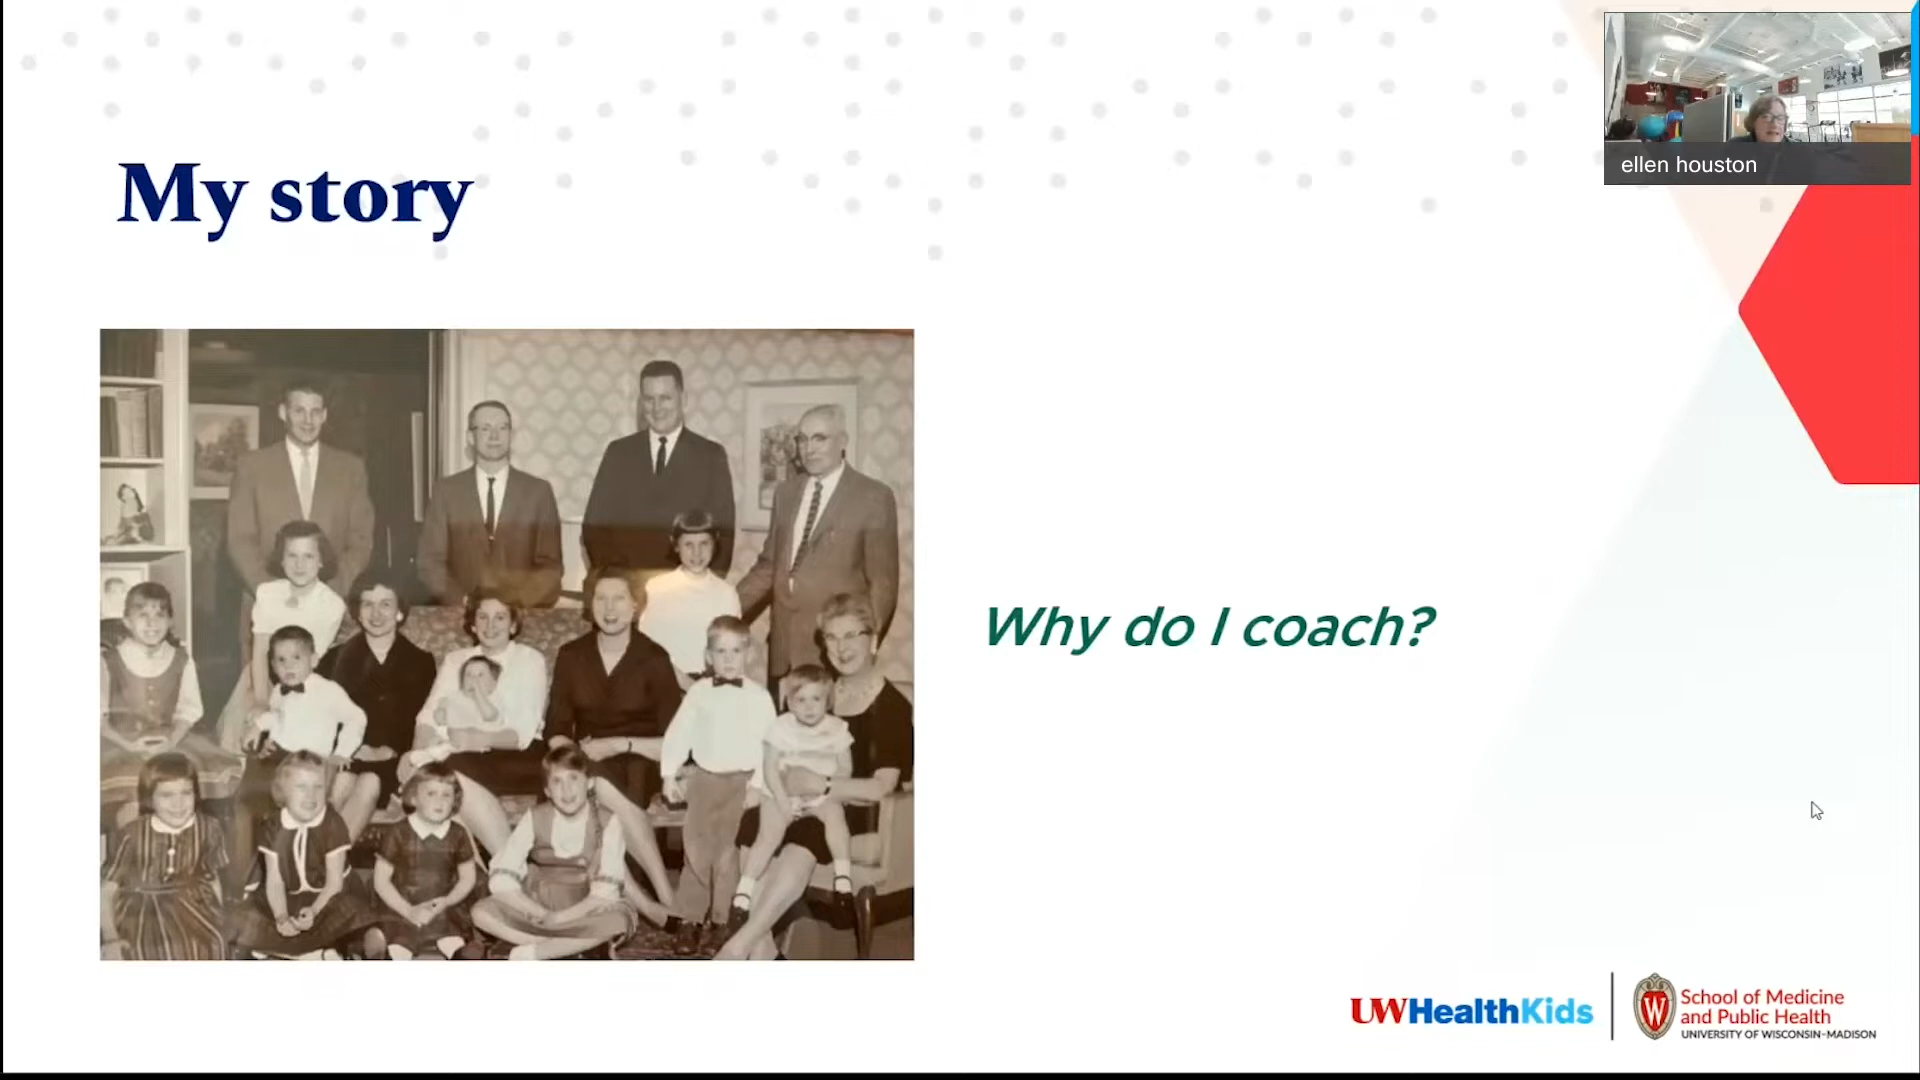 ellen houston
My story
Why do I coach?
UWHealthKids
W
School of Medicine
and Public Health
UNIVERSITY OF WISCONSIN-MADISON